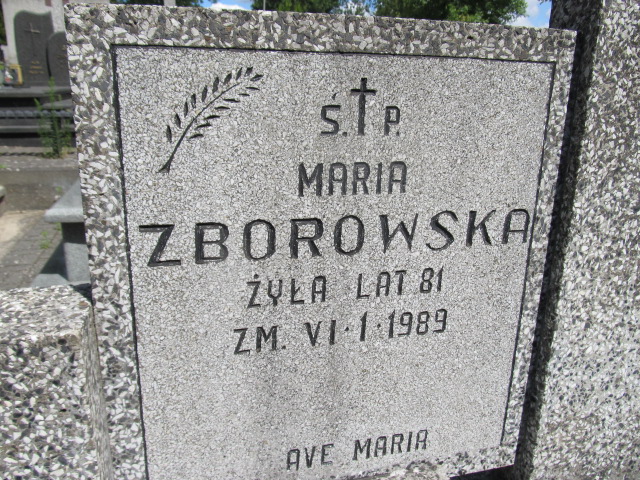 Ś. † P.
MARIA
ZBOROWSKA
ŻYŁA LAT 81
ZM. VI·1·1989
AVE MARIA